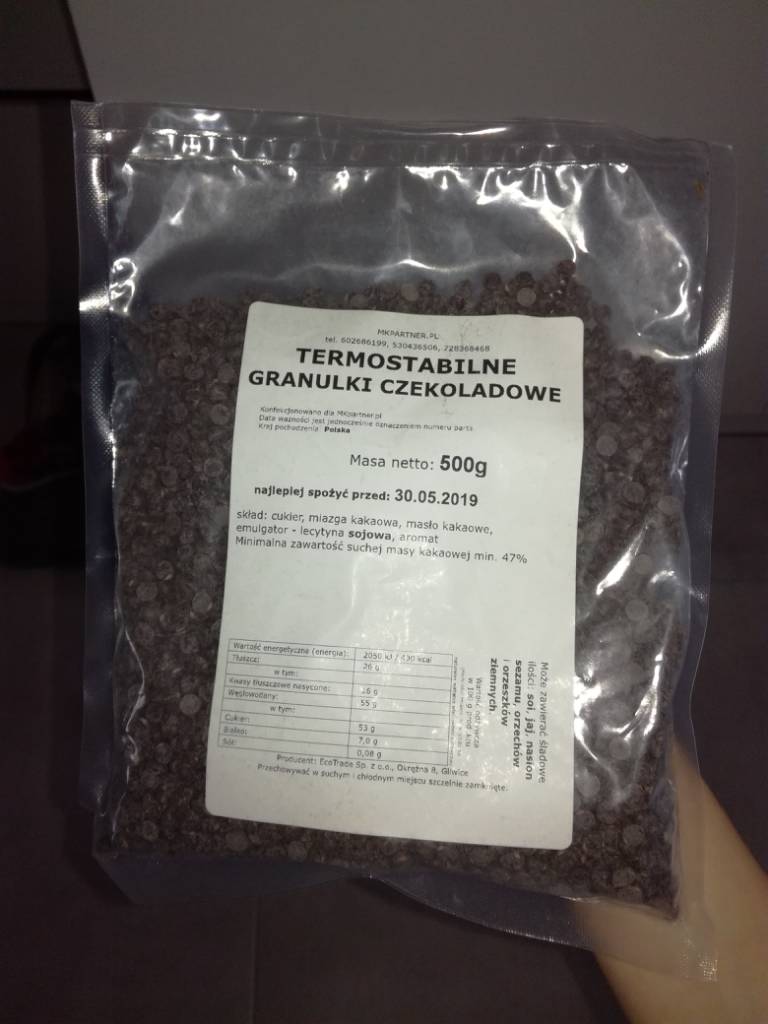 MKPARTNER.PL
tel. 602686199, 530436506, 728368468
TERMOSTABILNE
GRANULKI CZEKOLADOWE
Konfekcjonowano dla MKpartner.pl
Data ważności jest jednocześnie oznaczeniem numeru partii
Kraj pochodzenia: Polska
Masa netto: 500g
najlepiej spożyć przed: 30.05.2019
skład: cukier, miazga kakaowa, masło kakaowe,
emulgator - lecytyna sojowa, aromat
Minimalna zawartość suchej masy kakaowej min. 47%
Wartość energetyczna (energia): 2050 kJ / kcal
Tłuszcz: 26 g
w tym:
Kwasy tłuszczowe nasycone: 16 g
Węglowodany: 55 g
w tym:
Cukier: 53 g
Białko: 7,0 g
Sól: 0,08 g
w 100 g
Może zawierać śladowe
ilości: soi, jaj, nasion
sezamu, orzechów
i orzeszków
ziemnych.
Producent: EcoTrade Sp. z o.o., Okrężna 8, Gliwice
Przechowywać w suchym i chłodnym miejscu szczelnie zamknięte.